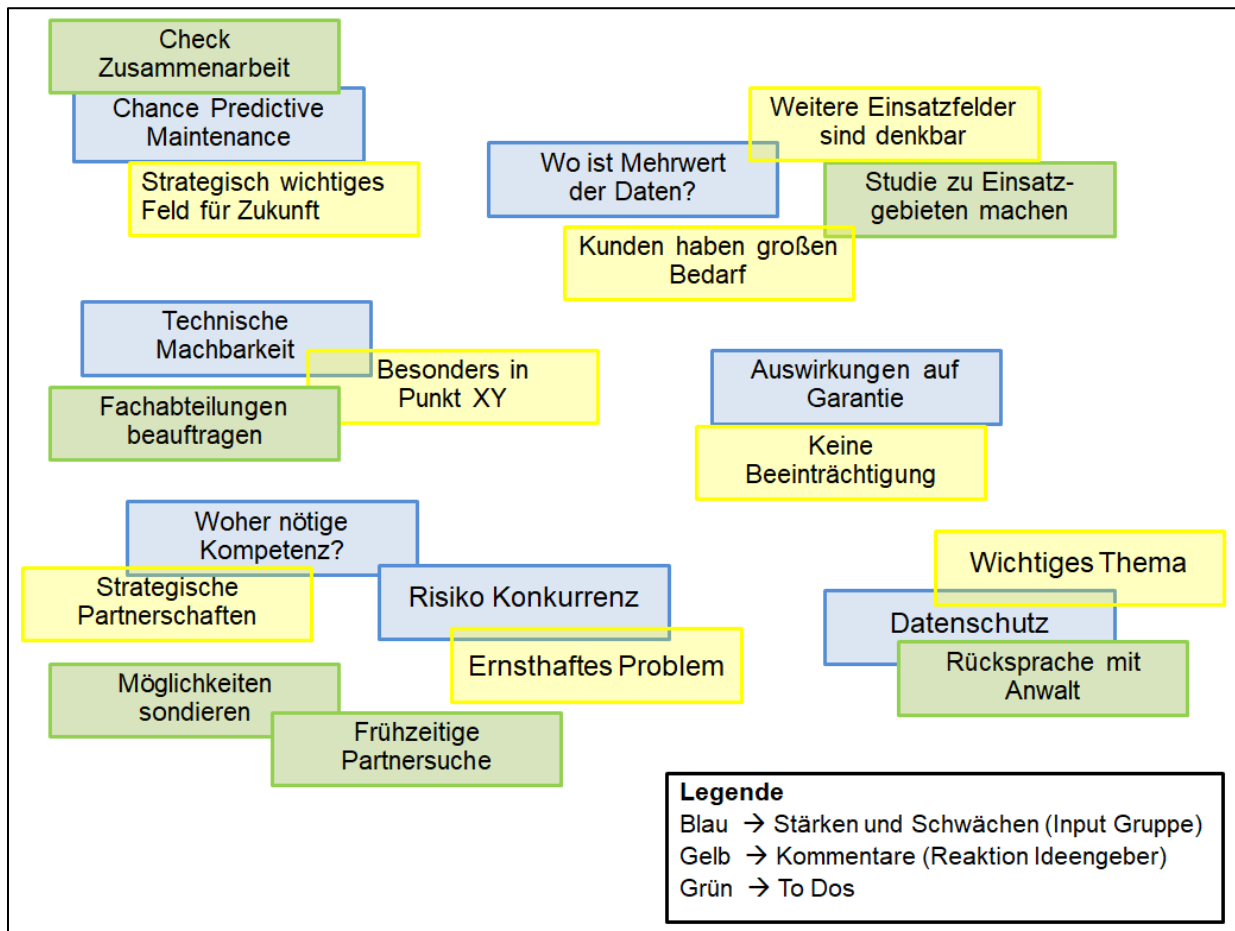 Check
Zusammenarbeit
Chance Predictive
Maintenance
Strategisch wichtiges
Feld für Zukunft
Wo ist Mehrwert
der Daten?
Weitere Einsatzfelder
sind denkbar
Studie zu Einsatz-
gebieten machen
Kunden haben großen
Bedarf
Technische
Machbarkeit
Besonders in
Punkt XY
Fachabteilungen
beauftragen
Auswirkungen auf
Garantie
Keine
Beeinträchtigung
Woher nötige
Kompetenz?
Strategische
Partnerschaften
Risiko Konkurrenz
Ernsthaftes Problem
Möglichkeiten
sondieren
Frühzeitige
Partnersuche
Wichtiges Thema
Datenschutz
Rücksprache mit
Anwalt
Legende
Blau → Stärken und Schwächen (Input Gruppe)
Gelb → Kommentare (Reaktion Ideengeber)
Grün → To Dos